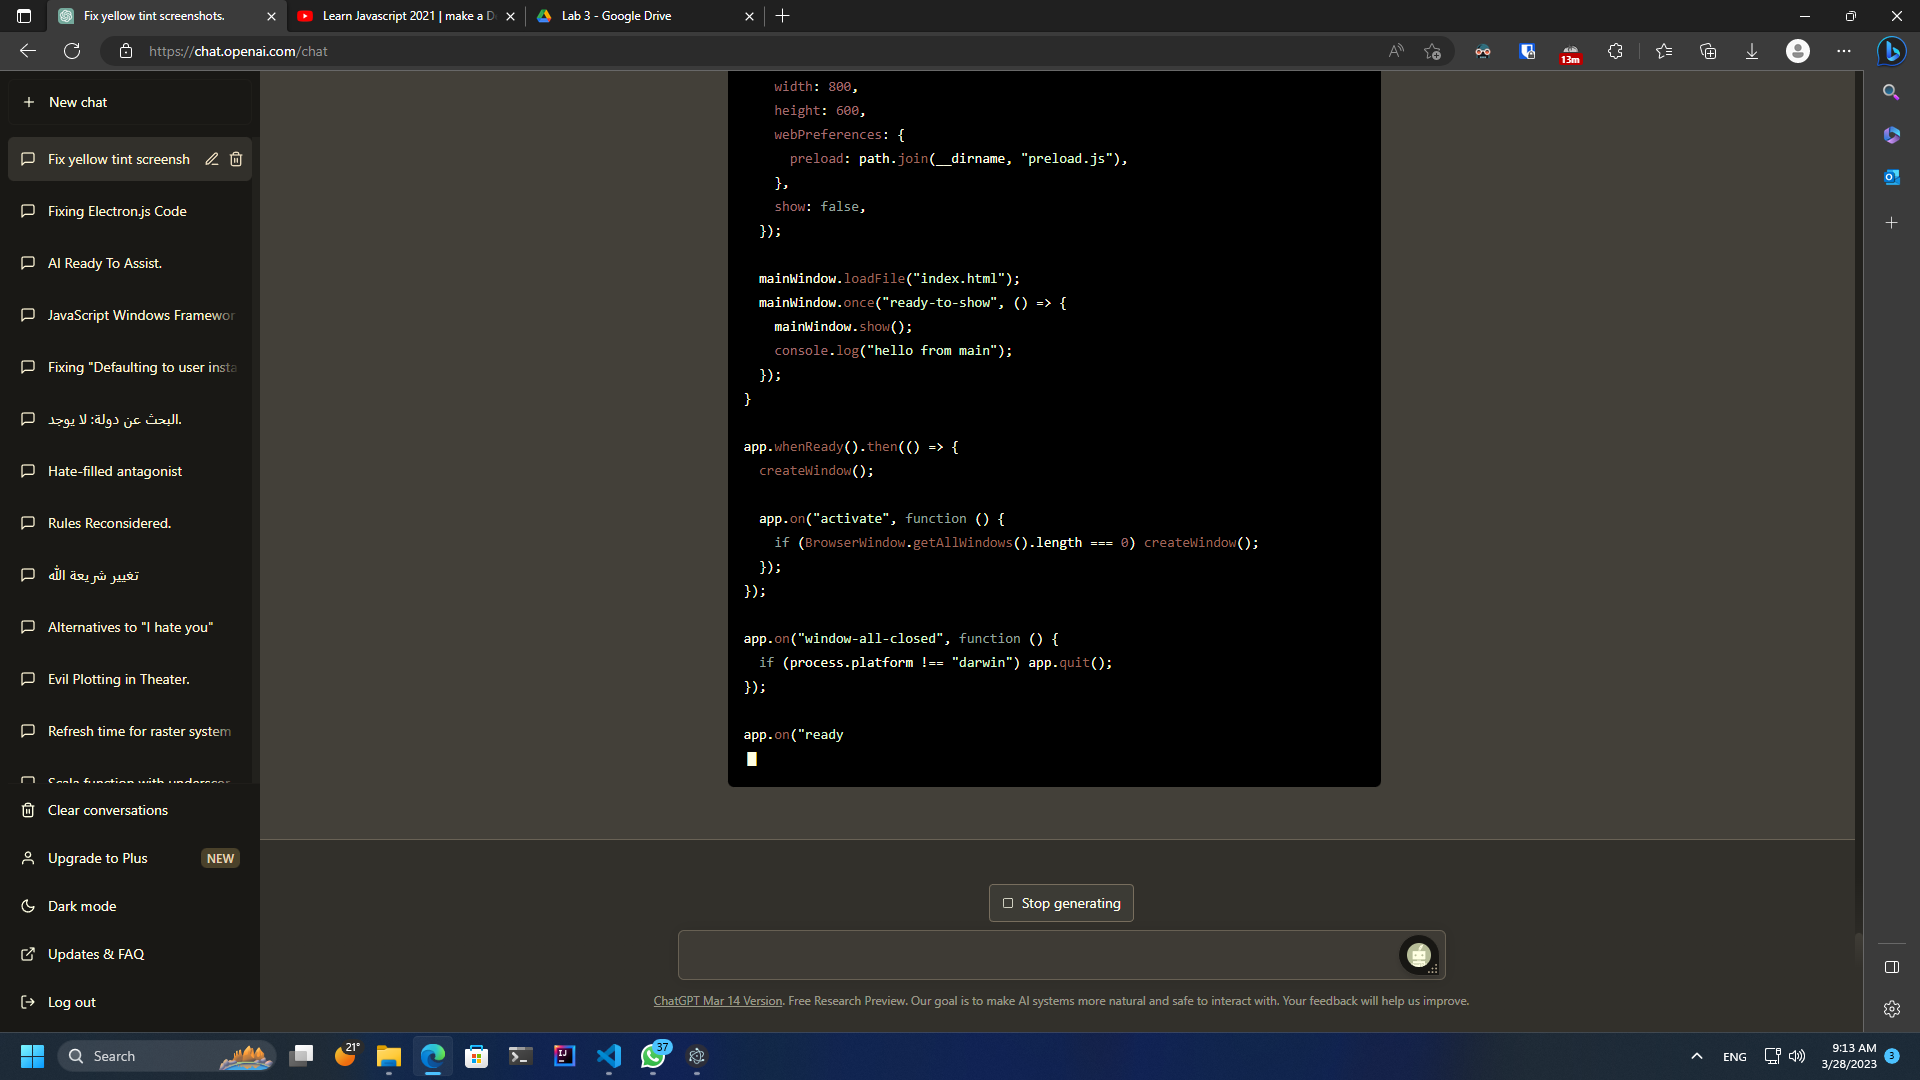 Fix yellow tint screenshots.
Learn Javascript 2021 | make a D
Lab 3 - Google Drive
https://chat.openai.com/chat
13m
New chat
Fix yellow tint screensh
Fixing Electron.js Code
AI Ready To Assist.
JavaScript Windows Framewor
Fixing "Defaulting to user insta
البحث عن دولة: لا يوجد.
Hate-filled antagonist
Rules Reconsidered.
تغيير شريعة الله
Alternatives to "I hate you"
Evil Plotting in Theater.
Refresh time for raster system
Scala function with underscor
Clear conversations
Upgrade to Plus NEW
Dark mode
Updates & FAQ
Log out
width: 800,
height: 600,
webPreferences: {
preload: path.join(__dirname, "preload.js"),
},
show: false,
});
mainWindow.loadFile("index.html");
mainWindow.once("ready-to-show", () => {
mainWindow.show();
console.log("hello from main");
});
}
app.whenReady().then(() => {
createWindow();
app.on("activate", function () {
if (BrowserWindow.getAllWindows().length === 0) createWindow();
});
});
app.on("window-all-closed", function () {
if (process.platform !== "darwin") app.quit();
});
app.on("ready
Stop generating
ChatGPT Mar 14 Version. Free Research Preview. Our goal is to make AI systems more natural and safe to interact with. Your feedback will help us improve.
Search
21°
37
ENG
9:13 AM
3/28/2023
3